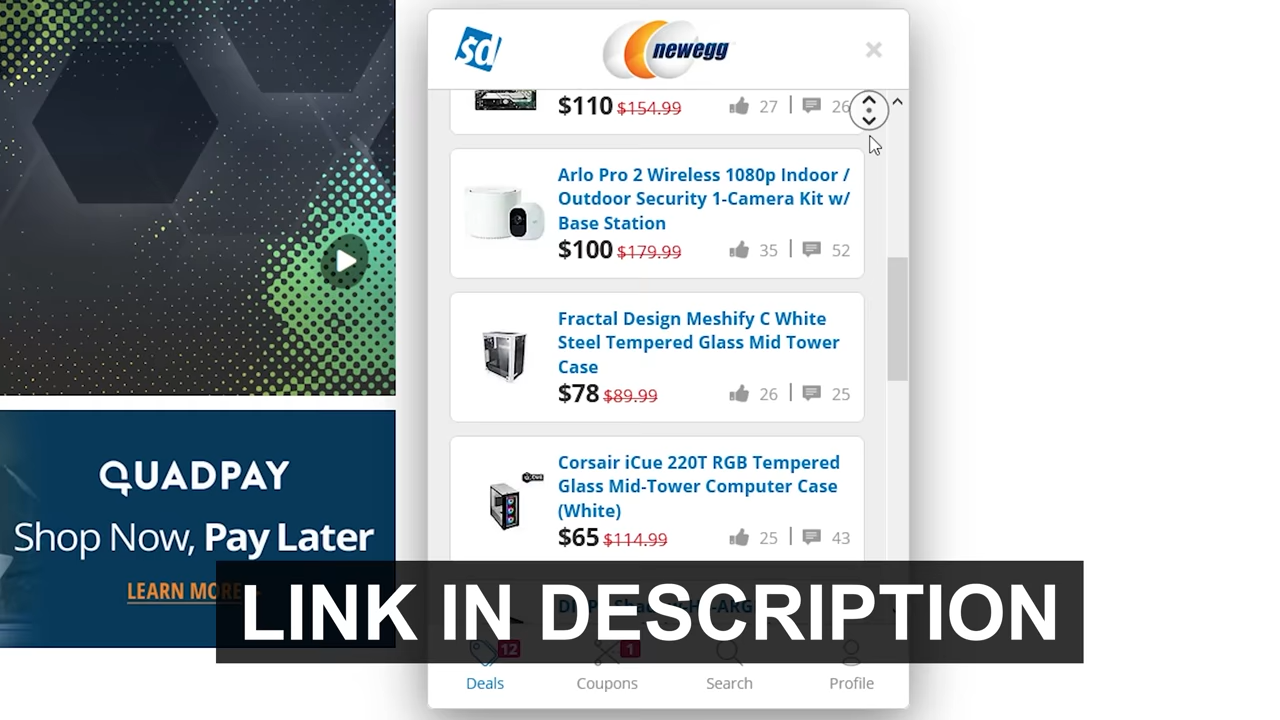 sd
newegg
$110 $154.99 27 | 26
Arlo Pro 2 Wireless 1080p Indoor /
Outdoor Security 1-Camera Kit w/
Base Station
$100 $179.99 35 | 52
Fractal Design Meshify C White
Steel Tempered Glass Mid Tower
Case
$78 $89.99 26 | 25
Corsair iCue 220T RGB Tempered
Glass Mid-Tower Computer Case
(White)
$65 $114.99 25 | 43
QUADPAY
Shop Now, Pay Later
LEARN MORE
LINK IN DESCRIPTION
12
1
Deals
Coupons
Search
Profile